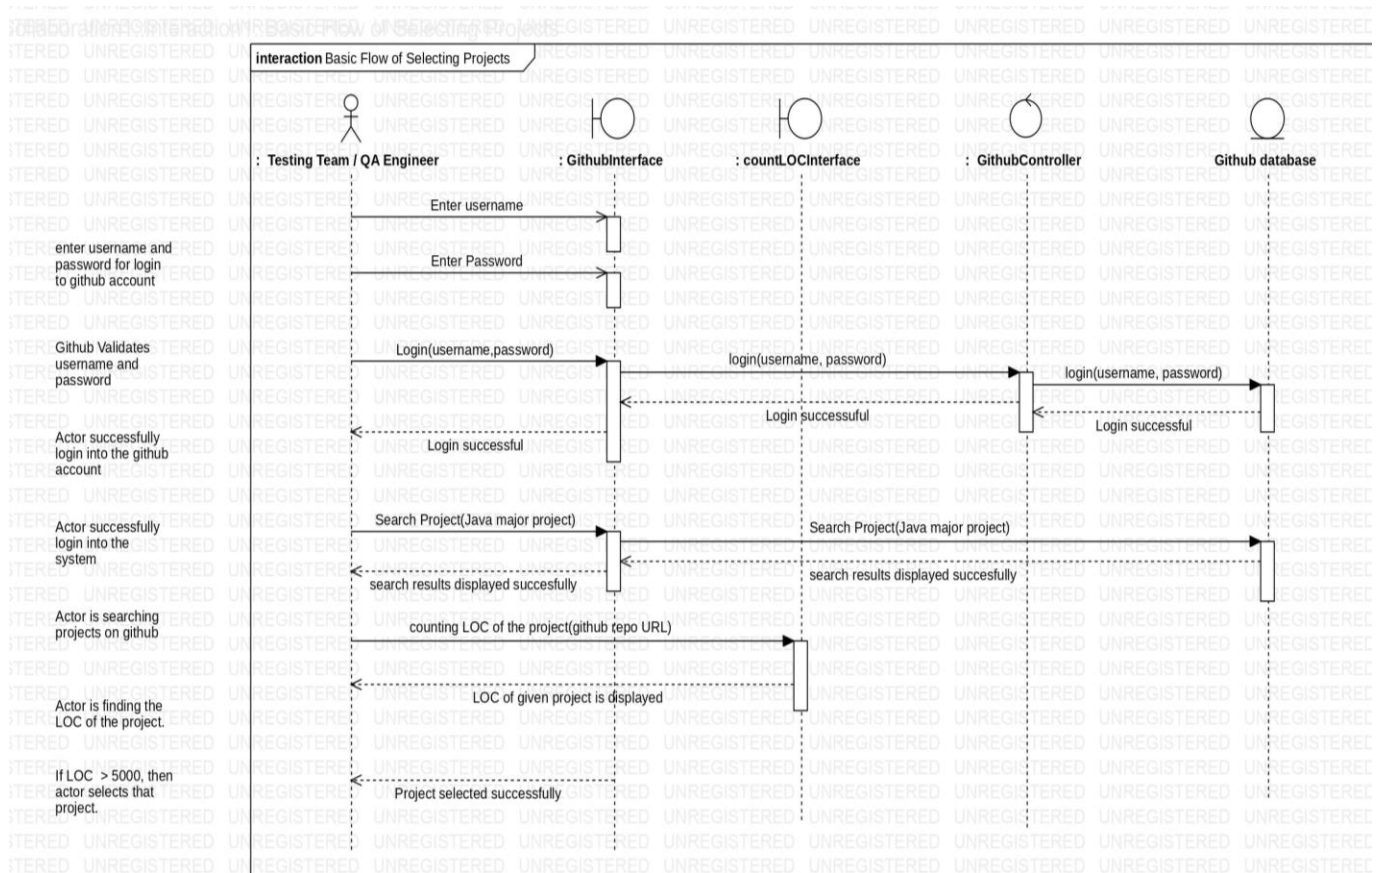 interaction Basic Flow of Selecting Projects
: Testing Team / QA Engineer
: GithubInterface
: countLOCInterface
: GithubController
Github database
Enter username
enter username and
password for login
to github account
Enter Password
Github Validates
username and
password
Login(username,password)
login(username, password)
login(username, password)
Login successuful
Login successful
Login successful
Actor successfully
login into the github
account
Search Project(Java major project)
Search Project(Java major project)
Actor successfully
login into the
system
search results displayed succesfully
search results displayed succesfully
Actor is searching
projects on github
counting LOC of the project(github repo URL)
LOC of given project is displayed
Actor is finding the
LOC of the project.
If LOC > 5000, then
actor selects that
project.
Project selected successfully
UNREGISTERED